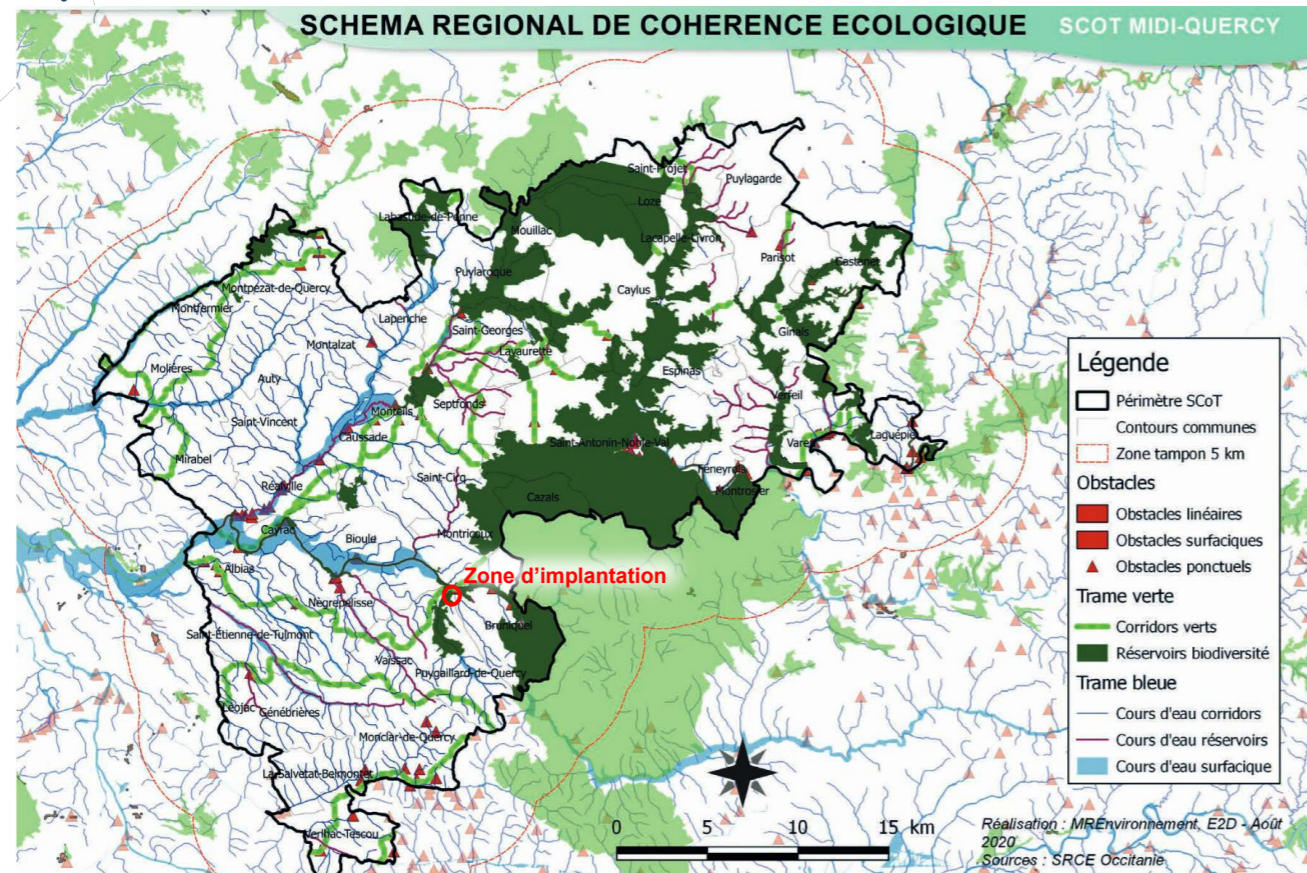 SCHEMA REGIONAL DE COHERENCE ECOLOGIQUE
SCOT MIDI-QUERCY
Saint-Projet
Puylagarde
Loze
Labastide-de-Penne
Mouillac
Lacapelle-Livron
Parisot
Castanet
Puylaroque
Montpezat-de-Quercy
Caylus
Montfermier
Lapenche
Saint-Georges
Ginals
Montalzat
Lavaurette
Molières
Espinas
Auty
Verfeil
Septfonds
Monteils
Saint-Vincent
Caussade
Saint-Antonin-Noble-Val
Varen
Laguépie
Mirabel
Feneyrols
Saint-Cirq
Réalville
Cazals
Montrosier
Cayrac
Montricoux
Bioule
Albias
Zone d'implantation
Nègrepelisse
Bruniquel
Saint-Étienne-de-Tulmont
Vaissac
Puygaillard-de-Quercy
Léojac
Génébrières
Monclar-de-Quercy
La-Salvetat-Belmontet
Verlhac-Tescou
Légende
Périmètre SCoT
Contours communes
Zone tampon 5 km
Obstacles
Obstacles linéaires
Obstacles surfaciques
Obstacles ponctuels
Trame verte
Corridors verts
Réservoirs biodiversité
Trame bleue
Cours d'eau corridors
Cours d'eau réservoirs
Cours d'eau surfacique
0 5 10 15 km
Réalisation : MREnvironnement, E2D - Août
2020
Sources : SRCE Occitanie